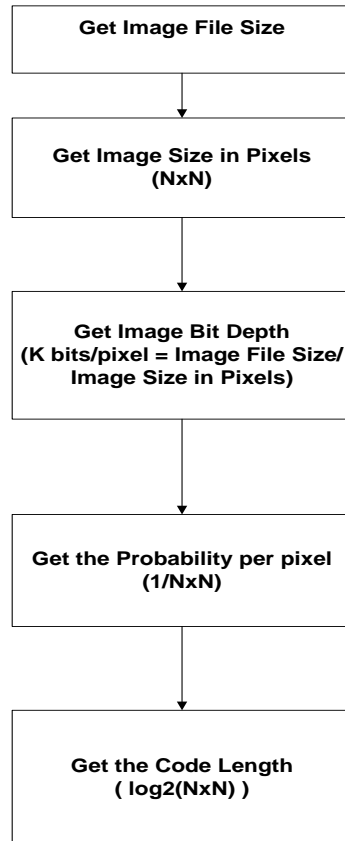 Get Image File Size
Get Image Size in Pixels
(NxN)
Get Image Bit Depth
(K bits/pixel = Image File Size/
Image Size in Pixels)
Get the Probability per pixel
(1/NxN)
Get the Code Length
( log2(NxN) )